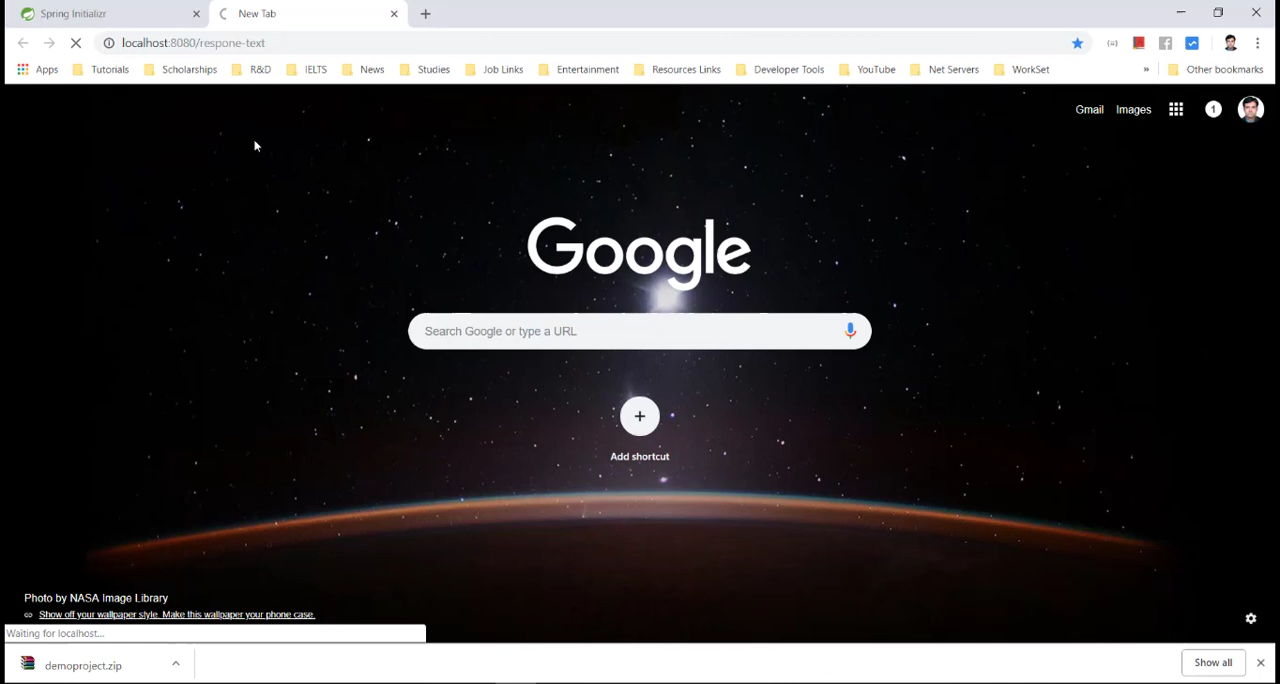 Spring Initializr
New Tab
localhost:8080/respone-text
Apps Tutorials Scholarships R&D IELTS News Studies Job Links Entertainment Resources Links Developer Tools YouTube Net Servers WorkSet » Other bookmarks
Gmail Images 1
Google
Search Google or type a URL
Add shortcut
Photo by NASA Image Library
Show off your wallpaper style. Make this wallpaper your phone case.
Waiting for localhost...
demoproject.zip
Show all